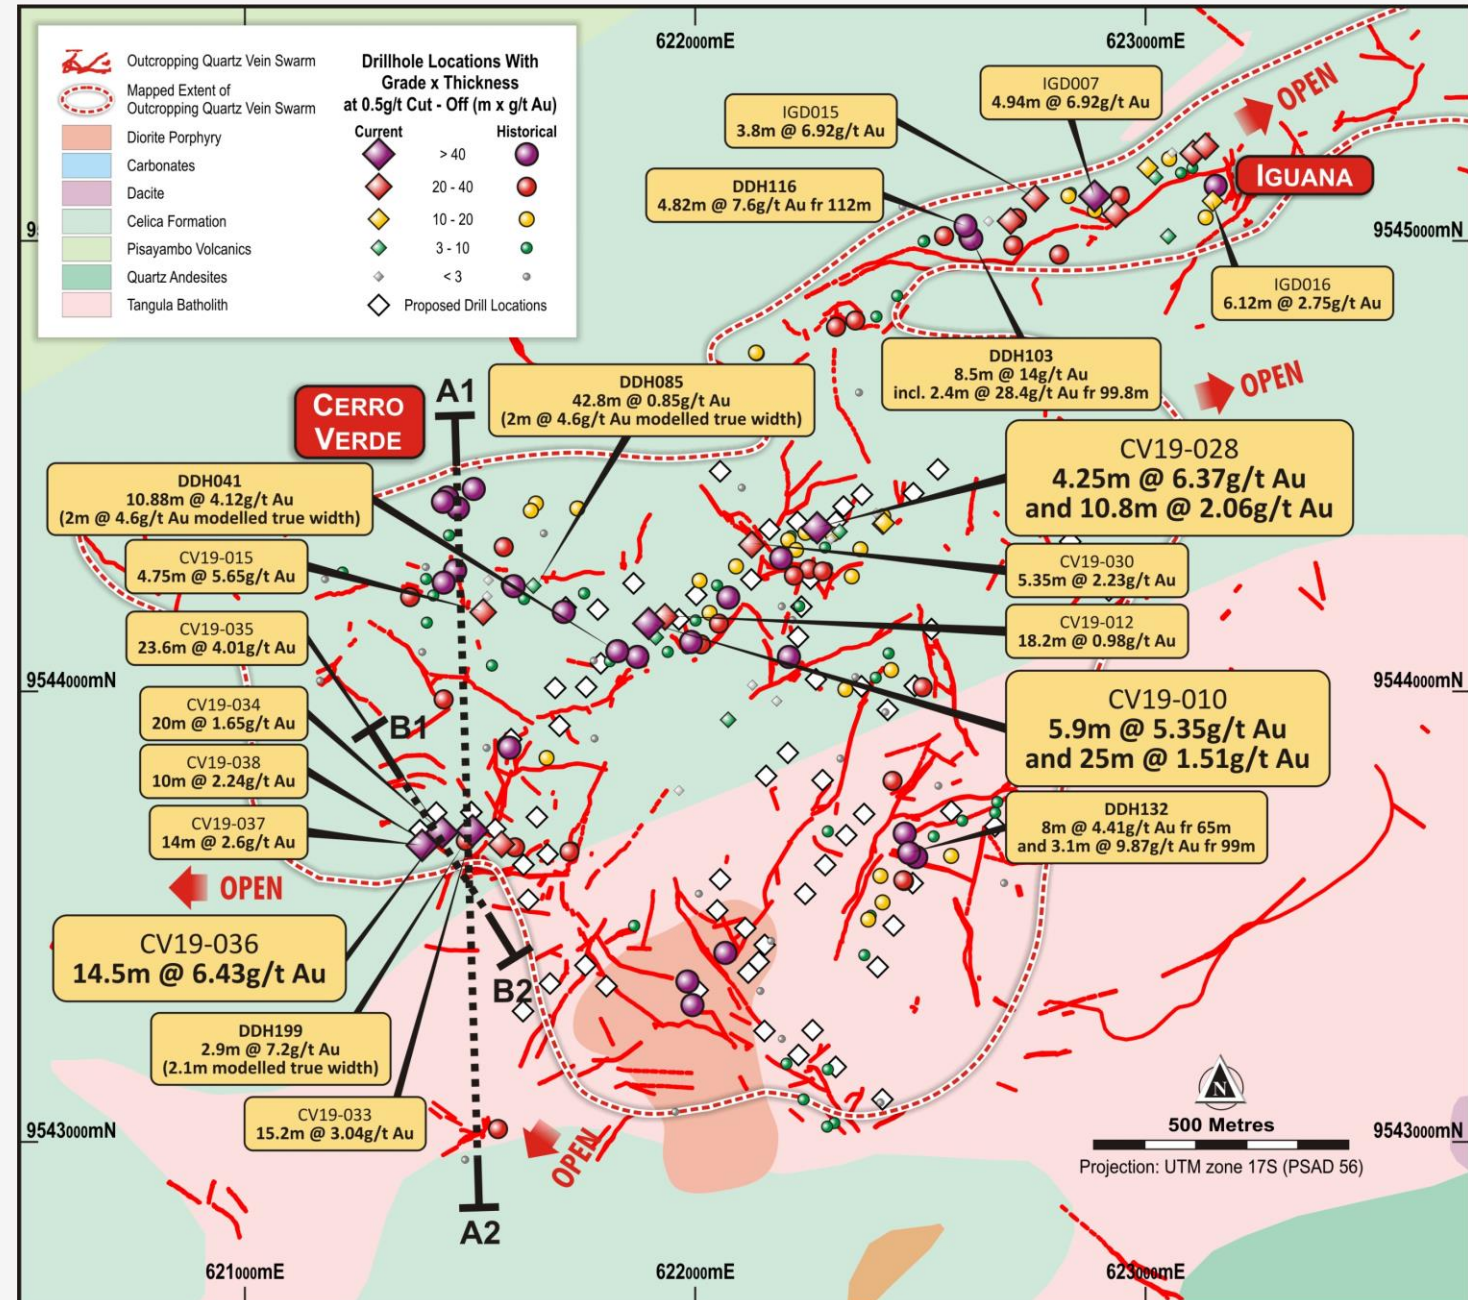 Outcropping Quartz Vein Swarm
Mapped Extent of
Outcropping Quartz Vein Swarm
Diorite Porphyry
Carbonates
Dacite
Celica Formation
Pisayambo Volcanics
Quartz Andesites
Tangula Batholith
Drillhole Locations With
Grade x Thickness
at 0.5g/t Cut - Off (m x g/t Au)
Current Historical
> 40
20 - 40
10 - 20
3 - 10
< 3
Proposed Drill Locations
622000mE
623000mE
OPEN
IGD007
4.94m @ 6.92g/t Au
IGD015
3.8m @ 6.92g/t Au
IGUANA
DDH116
4.82m @ 7.6g/t Au fr 112m
9545000mN
IGD016
6.12m @ 2.75g/t Au
DDH103
8.5m @ 14g/t Au
incl. 2.4m @ 28.4g/t Au fr 99.8m
OPEN
DDH085
42.8m @ 0.85g/t Au
(2m @ 4.6g/t Au modelled true width)
A1
CERRO
VERDE
CV19-028
4.25m @ 6.37g/t Au
and 10.8m @ 2.06g/t Au
DDH041
10.88m @ 4.12g/t Au
(2m @ 4.6g/t Au modelled true width)
CV19-015
4.75m @ 5.65g/t Au
CV19-030
5.35m @ 2.23g/t Au
CV19-035
23.6m @ 4.01g/t Au
CV19-012
18.2m @ 0.98g/t Au
9544000mN
9544000mN
CV19-034
20m @ 1.65g/t Au
B1
CV19-010
5.9m @ 5.35g/t Au
and 25m @ 1.51g/t Au
CV19-038
10m @ 2.24g/t Au
CV19-037
14m @ 2.6g/t Au
DDH132
8m @ 4.41g/t Au fr 65m
and 3.1m @ 9.87g/t Au fr 99m
OPEN
CV19-036
14.5m @ 6.43g/t Au
B2
DDH199
2.9m @ 7.2g/t Au
(2.1m modelled true width)
CV19-033
15.2m @ 3.04g/t Au
OPEN
N
500 Metres
Projection: UTM zone 17S (PSAD 56)
9543000mN
9543000mN
A2
621000mE
622000mE
623000mE